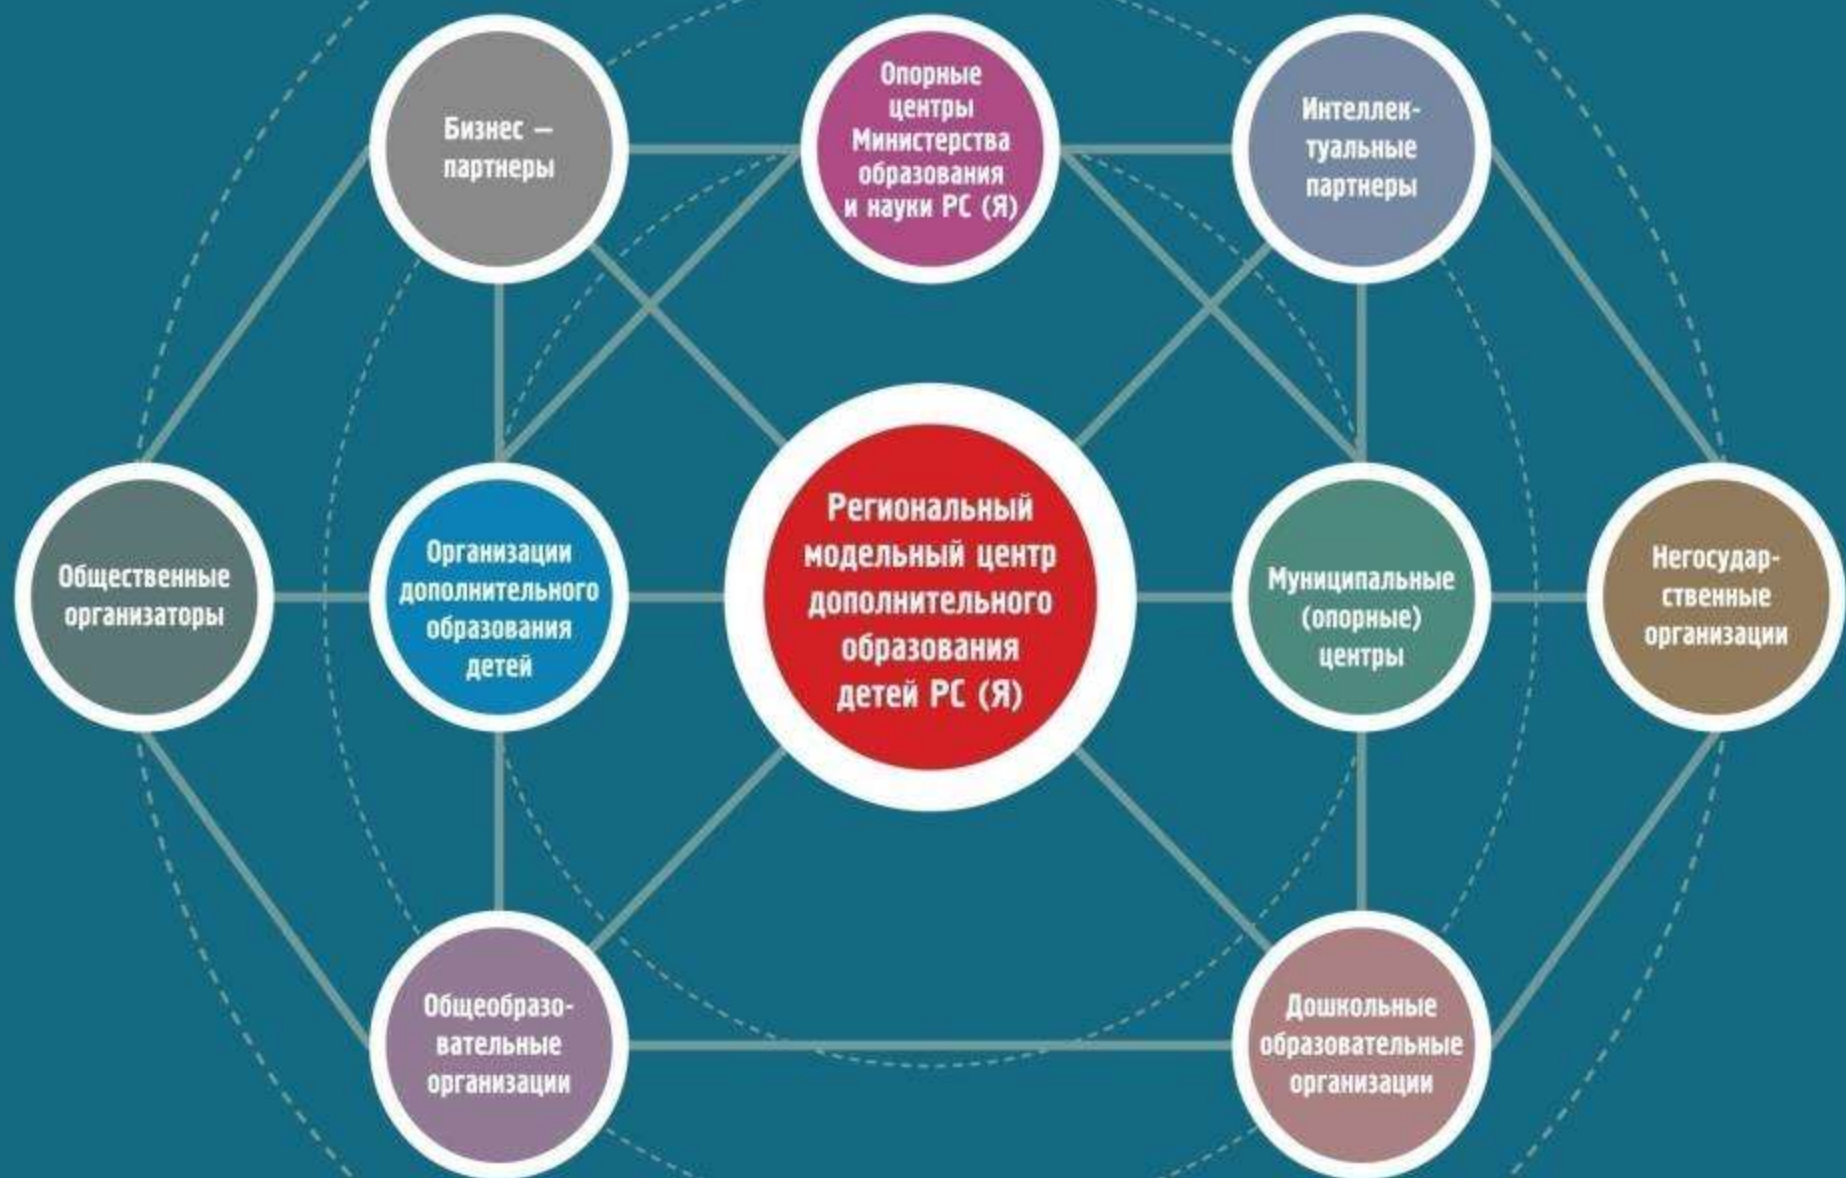 Бизнес –
партнеры
Опорные
центры
Министерства
образования
и науки РС (Я)
Интеллек-
туальные
партнеры
Общественные
организаторы
Организации
дополнительного
образования
детей
Региональный
модельный центр
дополнительного
образования
детей РС (Я)
Муниципальные
(опорные)
центры
Негосудар-
ственные
организации
Общеобразо-
вательные
организации
Дошкольные
образовательные
организации